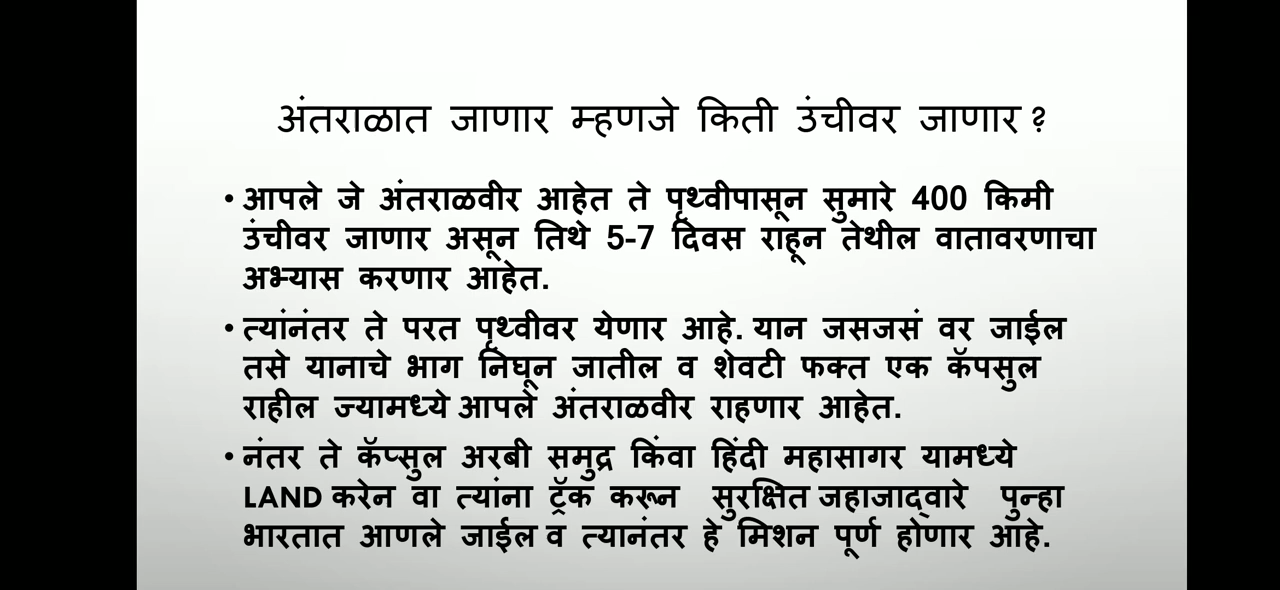 अंतराळात जाणार म्हणजे किती उंचीवर जाणार ?
• आपले जे अंतराळवीर आहेत ते पृथ्वीपासून सुमारे 400 किमी
उंचीवर जाणार असून तिथे 5-7 दिवस राहून तेथील वातावरणाचा
अभ्यास करणार आहेत.
• त्यांनंतर ते परत पृथ्वीवर येणार आहे. यान जसजसं वर जाईल
तसे यानाचे भाग निघून जातील व शेवटी फक्त एक कॅपसुल
राहील ज्यामध्ये आपले अंतराळवीर राहणार आहेत.
• नंतर ते कॅप्सुल अरबी समुद्र किंवा हिंदी महासागर यामध्ये
LAND करेन वा त्यांना ट्रॅक करून सुरक्षित जहाजाद्‌वारे पुन्हा
भारतात आणले जाईल व त्यानंतर हे मिशन पूर्ण होणार आहे.